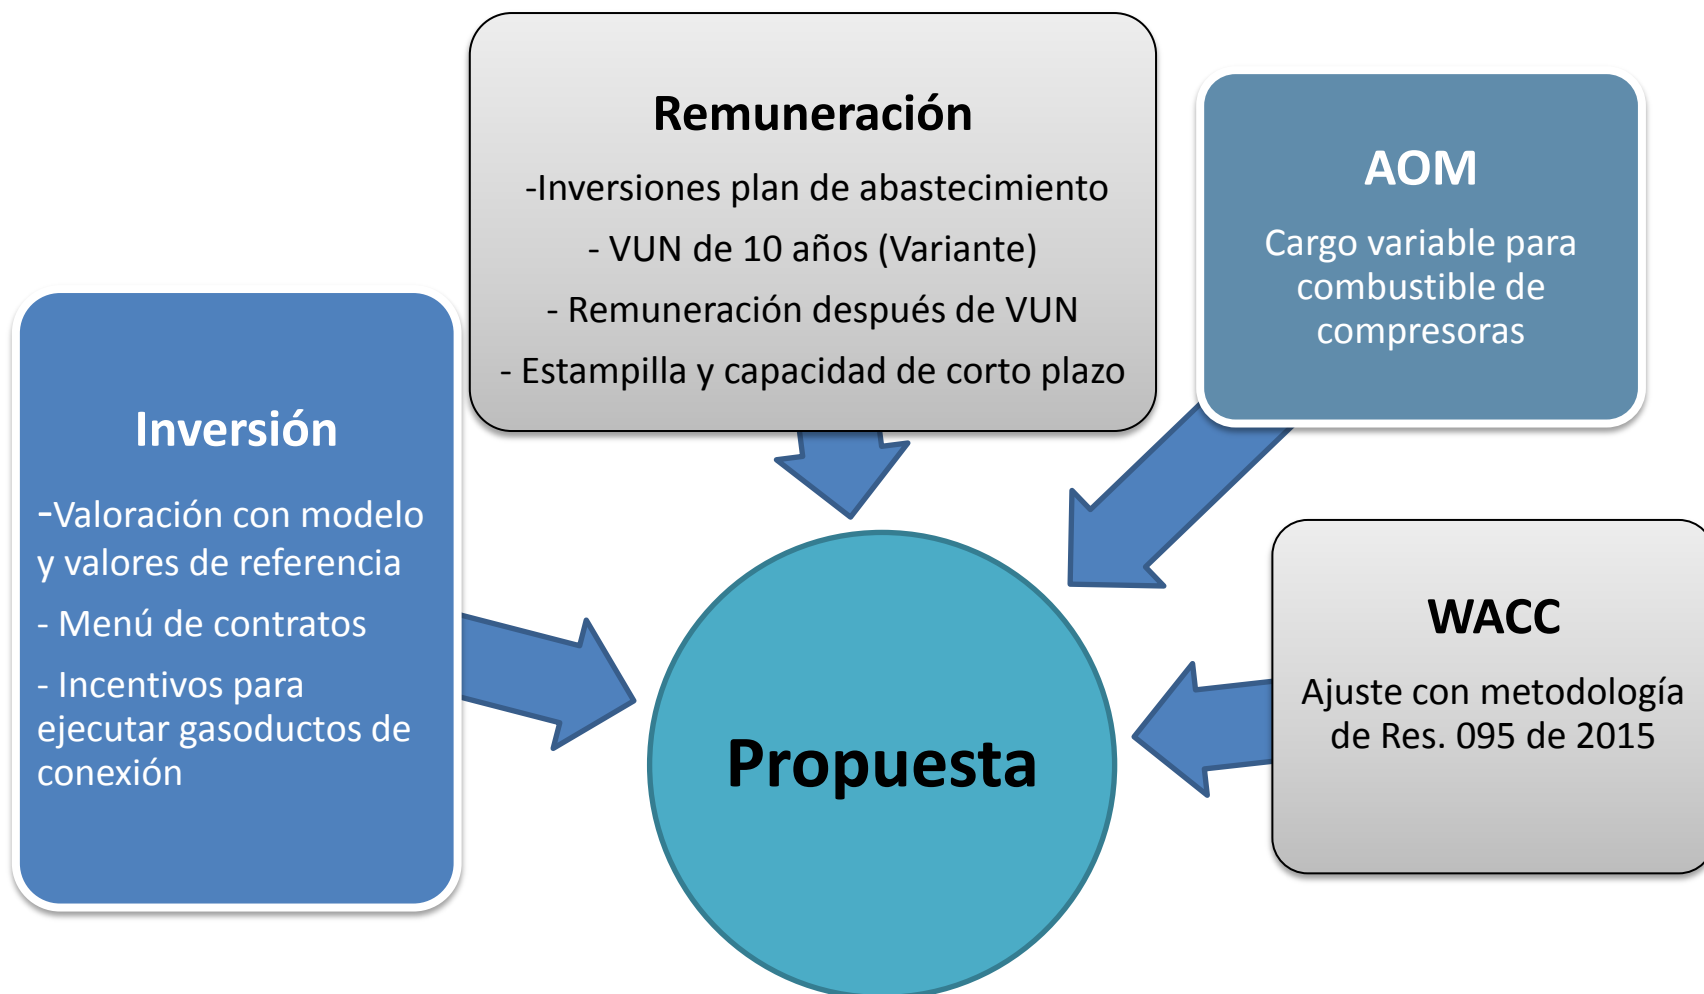 Remuneración
-Inversiones plan de abastecimiento
- VUN de 10 años (Variante)
- Remuneración después de VUN
- Estampilla y capacidad de corto plazo
AOM
Cargo variable para
combustible de
compresoras
Inversión
-Valoración con modelo
y valores de referencia
- Menú de contratos
- Incentivos para
ejecutar gasoductos de
conexión
WACC
Ajuste con metodología
de Res. 095 de 2015
Propuesta